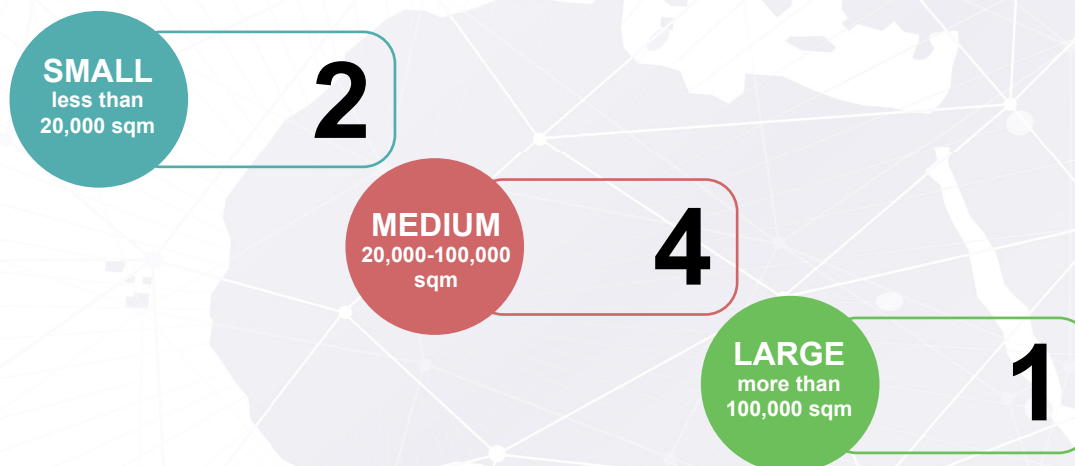 SMALL
less than
20,000 sqm
2
MEDIUM
20,000-100,000
sqm
4
LARGE
more than
100,000 sqm
1